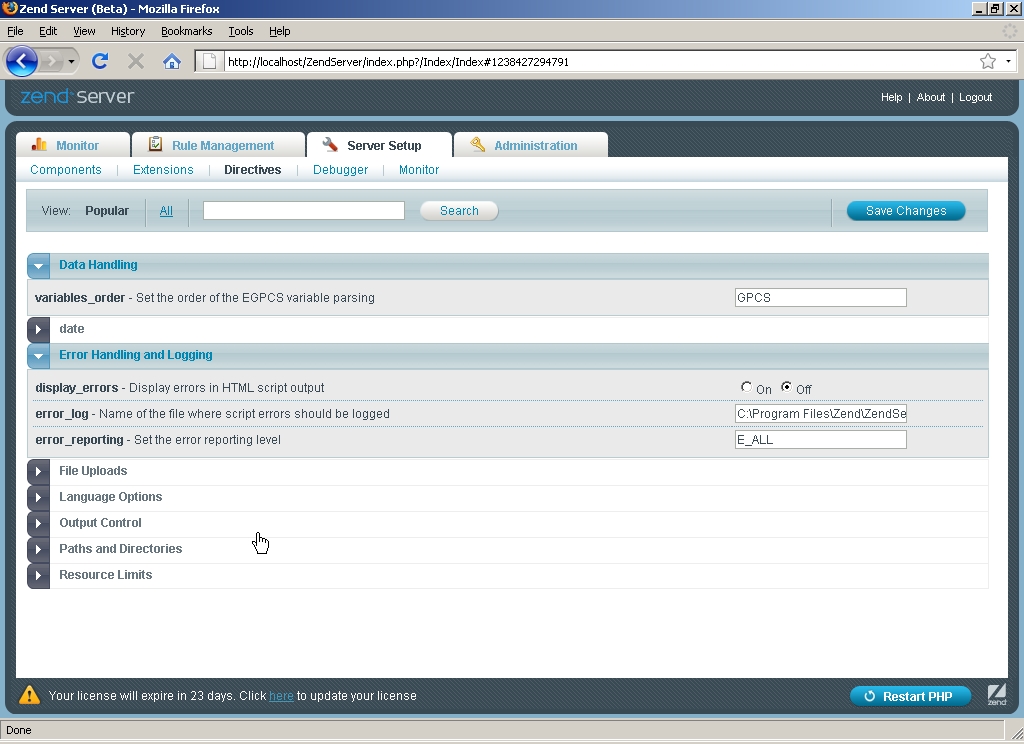 Zend Server (Beta) - Mozilla Firefox
File Edit View History Bookmarks Tools Help
http://localhost/ZendServer/index.php?/Index/Index#1238427294791
zend server
Help | About | Logout
Monitor Rule Management Server Setup Administration
Components Extensions Directives Debugger Monitor
View: Popular All Search Save Changes
Data Handling
variables_order - Set the order of the EGPCS variable parsing GPCS
date
Error Handling and Logging
display_errors - Display errors in HTML script output On Off
error_log - Name of the file where script errors should be logged C:\Program Files\Zend\ZendSe
error_reporting - Set the error reporting level E_ALL
File Uploads
Language Options
Output Control
Paths and Directories
Resource Limits
Your license will expire in 23 days. Click here to update your license Restart PHP zend
Done